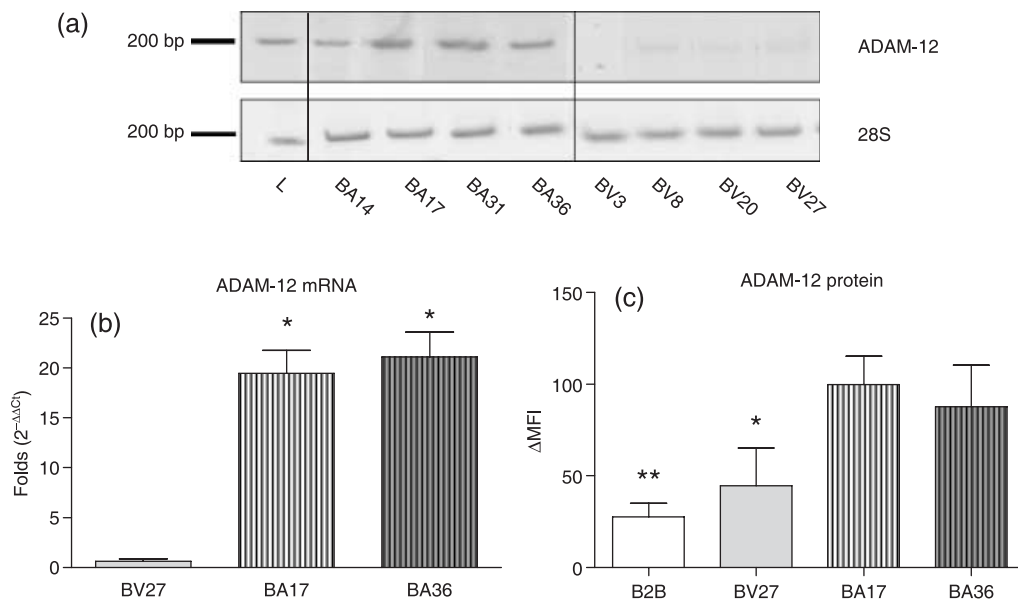 (a)
200 bp
ADAM-12
200 bp
28S
L BA14 BA17 BA31 BA36 BV3 BV8 BV20 BV27
ADAM-12 mRNA
(b)
25
20
15
10
5
0
Folds (2^−ΔΔCt)
* *
BV27 BA17 BA36
ADAM-12 protein
(c)
150
100
50
0
ΔMFI
** *
B2B BV27 BA17 BA36